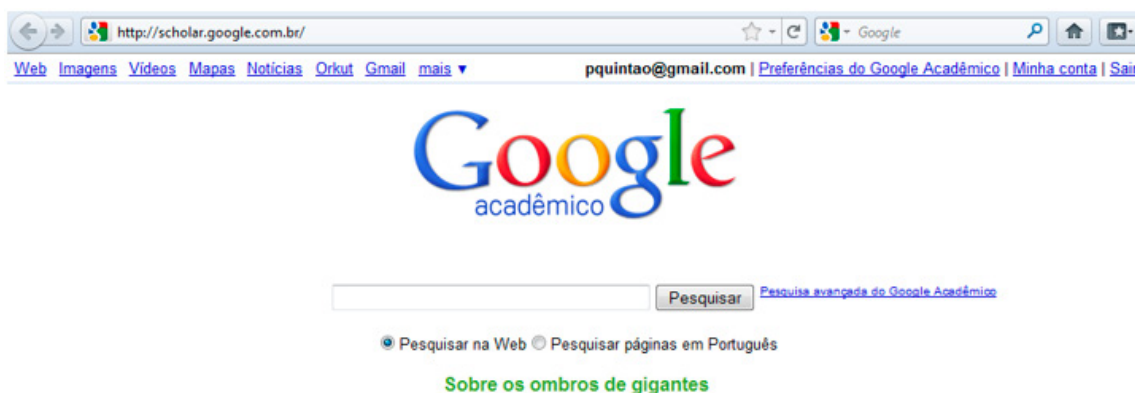 http://scholar.google.com.br/ Google
Web Imagens Vídeos Mapas Notícias Orkut Gmail mais ▼ pquintao@gmail.com | Preferências do Google Acadêmico | Minha conta | Sair
Google
acadêmico
Pesquisar Pesquisa avançada do Google Acadêmico
Pesquisar na Web Pesquisar páginas em Português
Sobre os ombros de gigantes